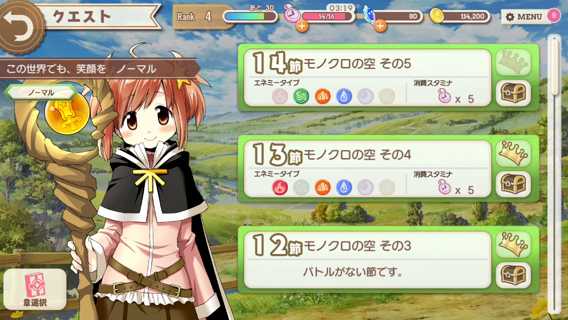 クエスト
Rank 4
あと 30
14/16
03:19
80
114,200
MENU 9
この世界でも、笑顔を ノーマル
ノーマル
章選択
14節 モノクロの空 その5
エネミータイプ 消費スタミナ
x 5
13節 モノクロの空 その4
エネミータイプ 消費スタミナ
x 5
12節 モノクロの空 その3
バトルがない節です。